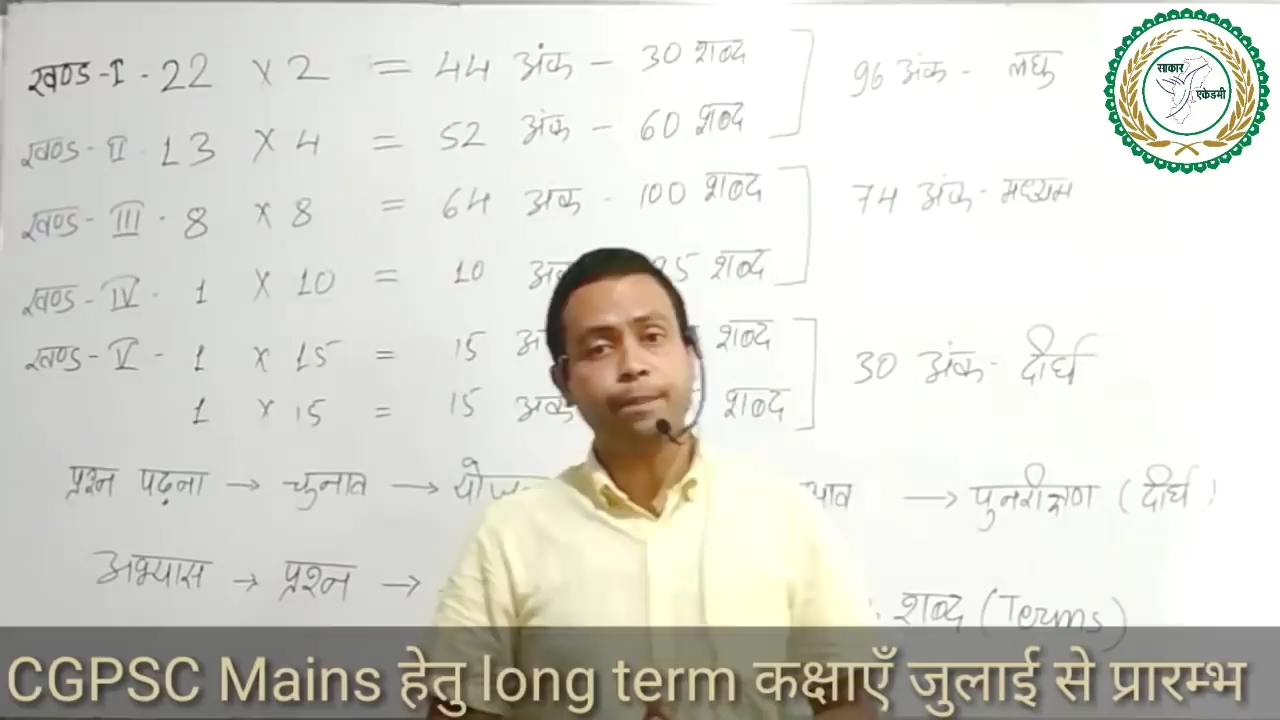 खण्ड-I - 22 × 2 = 44 अंक - 30 शब्द
खण्ड-II - 13 × 4 = 52 अंक - 60 शब्द
96 अंक - लघु
खण्ड-III - 8 × 8 = 64 अंक - 100 शब्द
खण्ड-IV - 1 × 10 = 10 शब्द
74 अंक - मध्यम
खण्ड-V - 1 × 15 = 15 शब्द
1 × 15 = 15 अंक शब्द
30 अंक - दीर्घ
प्रश्न पढ़ना → चुनाव → → पुनरीक्षण (दीर्घ)
अभ्यास → प्रश्न → शब्द (Terms)
साकार
एकेडमी
CGPSC Mains हेतु long term कक्षाएँ जुलाई से प्रारम्भ